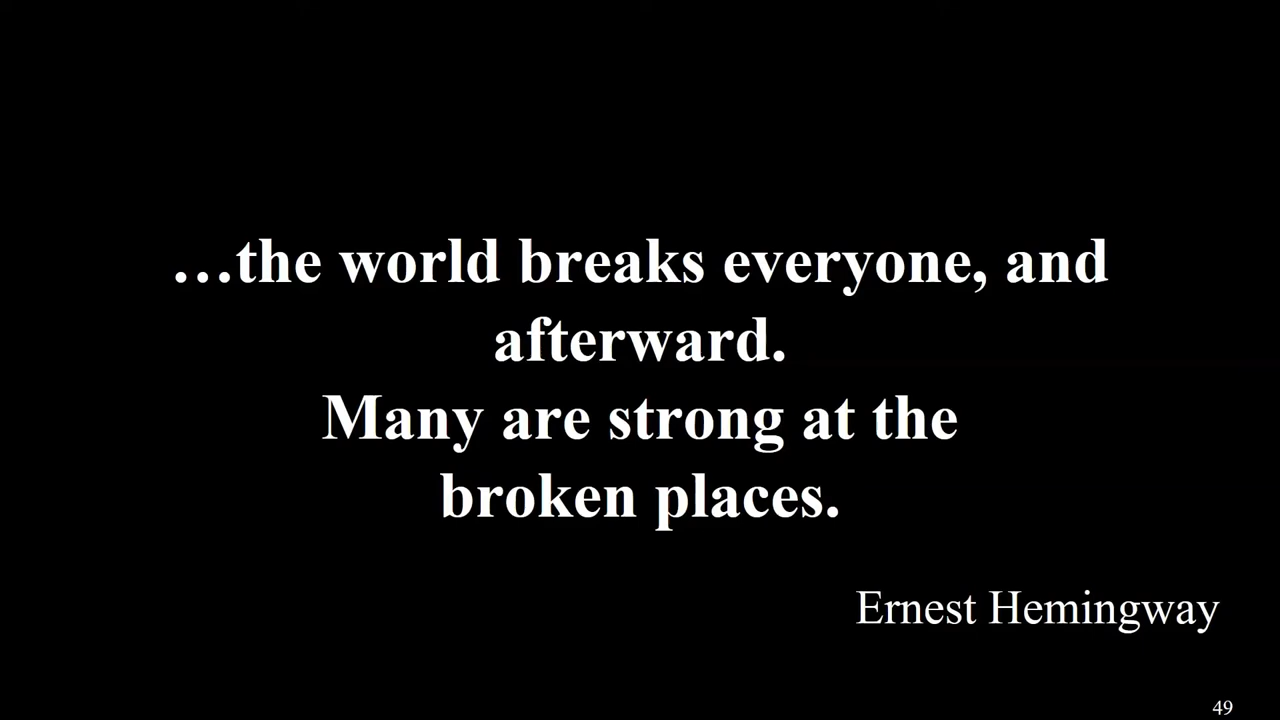 …the world breaks everyone, and
afterward.
Many are strong at the
broken places.
Ernest Hemingway
49